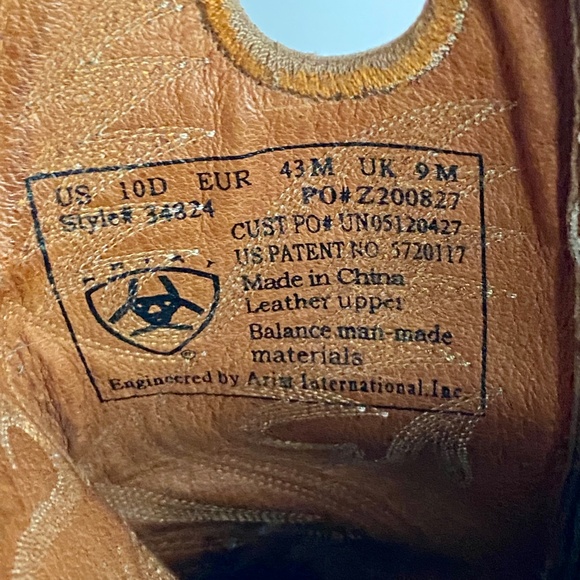 US 10D EUR 43M UK 9M
Style# 34824 PO# Z200827
CUST PO# UN05120427
US.PATENT NO. 5720117
ARIAT
Made in China
Leather upper
Balance man-made
materials
®
Engineered by Ariat International.Inc.